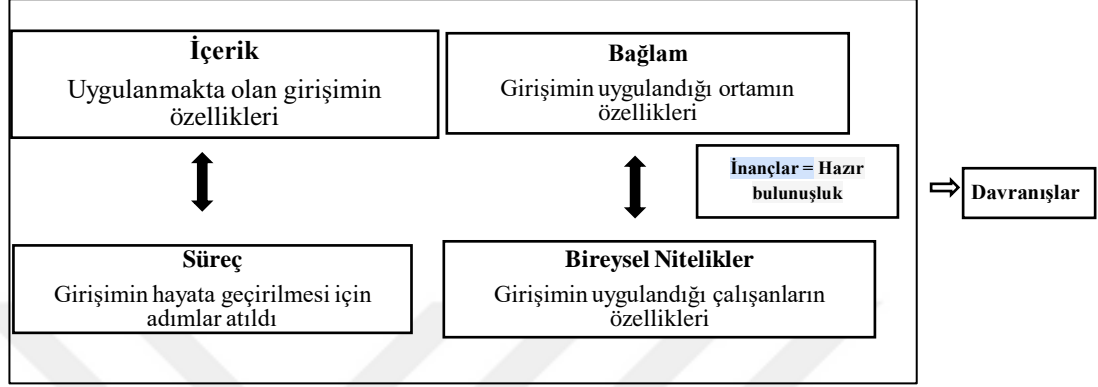 İçerik
Uygulanmakta olan girişimin
özellikleri
Bağlam
Girişimin uygulandığı ortamın
özellikleri
İnançlar = Hazır
bulunuşluk
Davranışlar
Süreç
Girişimin hayata geçirilmesi için
adımlar atıldı
Bireysel Nitelikler
Girişimin uygulandığı çalışanların
özellikleri